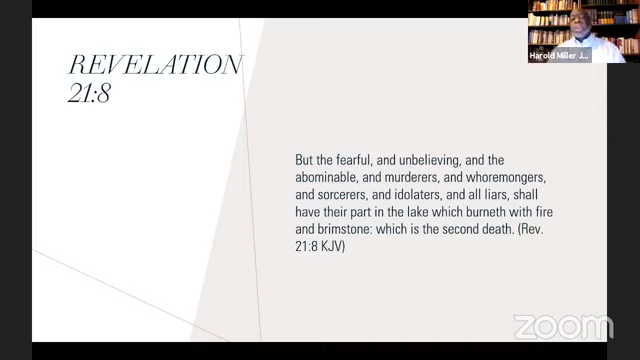 REVELATION
21:8
But the fearful, and unbelieving, and the
abominable, and murderers, and whoremongers,
and sorcerers, and idolaters, and all liars, shall
have their part in the lake which burneth with fire
and brimstone: which is the second death. (Rev.
21:8 KJV)
Harold Miller J...
zoom